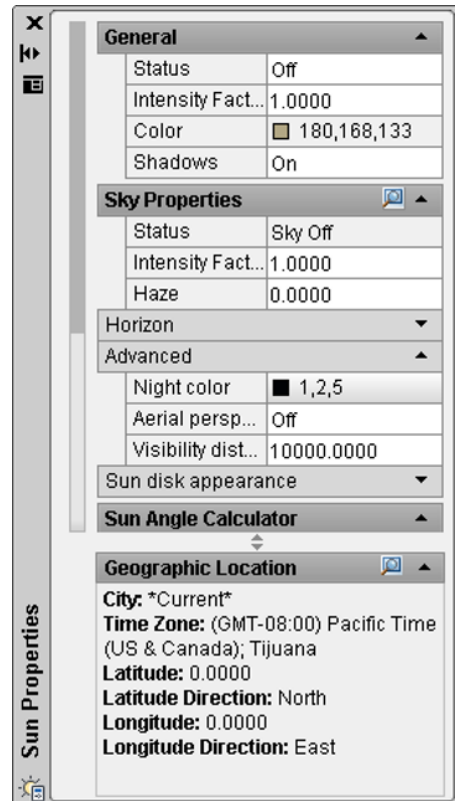 General
Status Off
Intensity Fact... 1.0000
Color 180,168,133
Shadows On
Sky Properties
Status Sky Off
Intensity Fact... 1.0000
Haze 0.0000
Horizon
Advanced
Night color 1,2,5
Aerial persp... Off
Visibility dist... 10000.0000
Sun disk appearance
Sun Angle Calculator
Geographic Location
City: *Current*
Time Zone: (GMT-08:00) Pacific Time
(US & Canada); Tijuana
Latitude: 0.0000
Latitude Direction: North
Longitude: 0.0000
Longitude Direction: East
Sun Properties